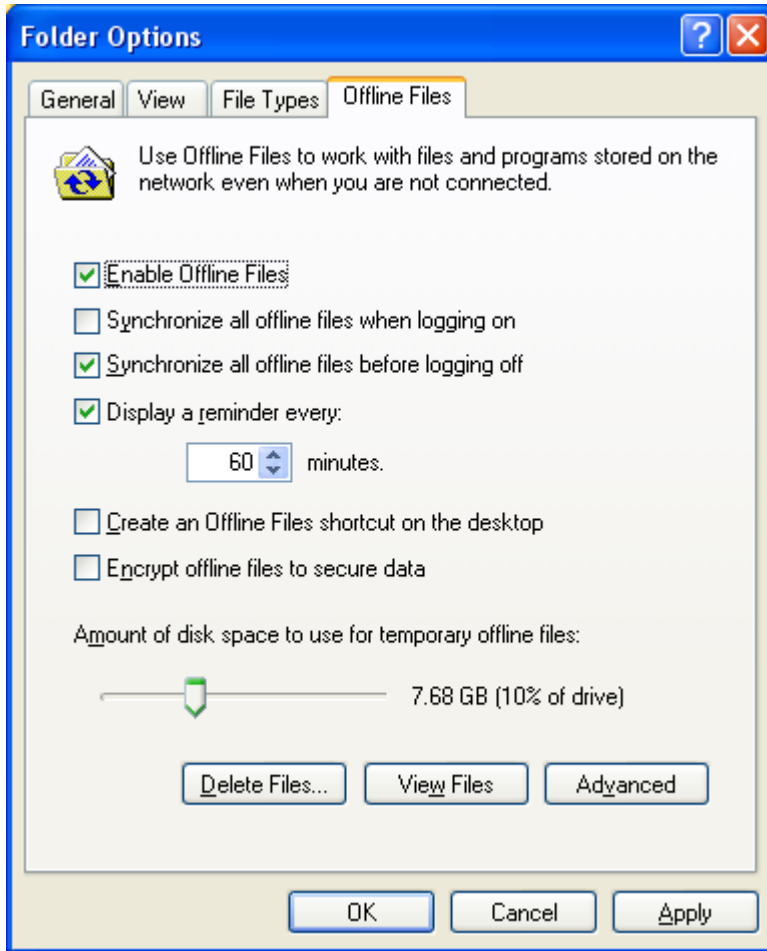 Folder Options
?
General View File Types Offline Files
Use Offline Files to work with files and programs stored on the
network even when you are not connected.
Enable Offline Files
Synchronize all offline files when logging on
Synchronize all offline files before logging off
Display a reminder every:
60 minutes.
Create an Offline Files shortcut on the desktop
Encrypt offline files to secure data
Amount of disk space to use for temporary offline files:
7.68 GB (10% of drive)
Delete Files... View Files Advanced
OK Cancel Apply